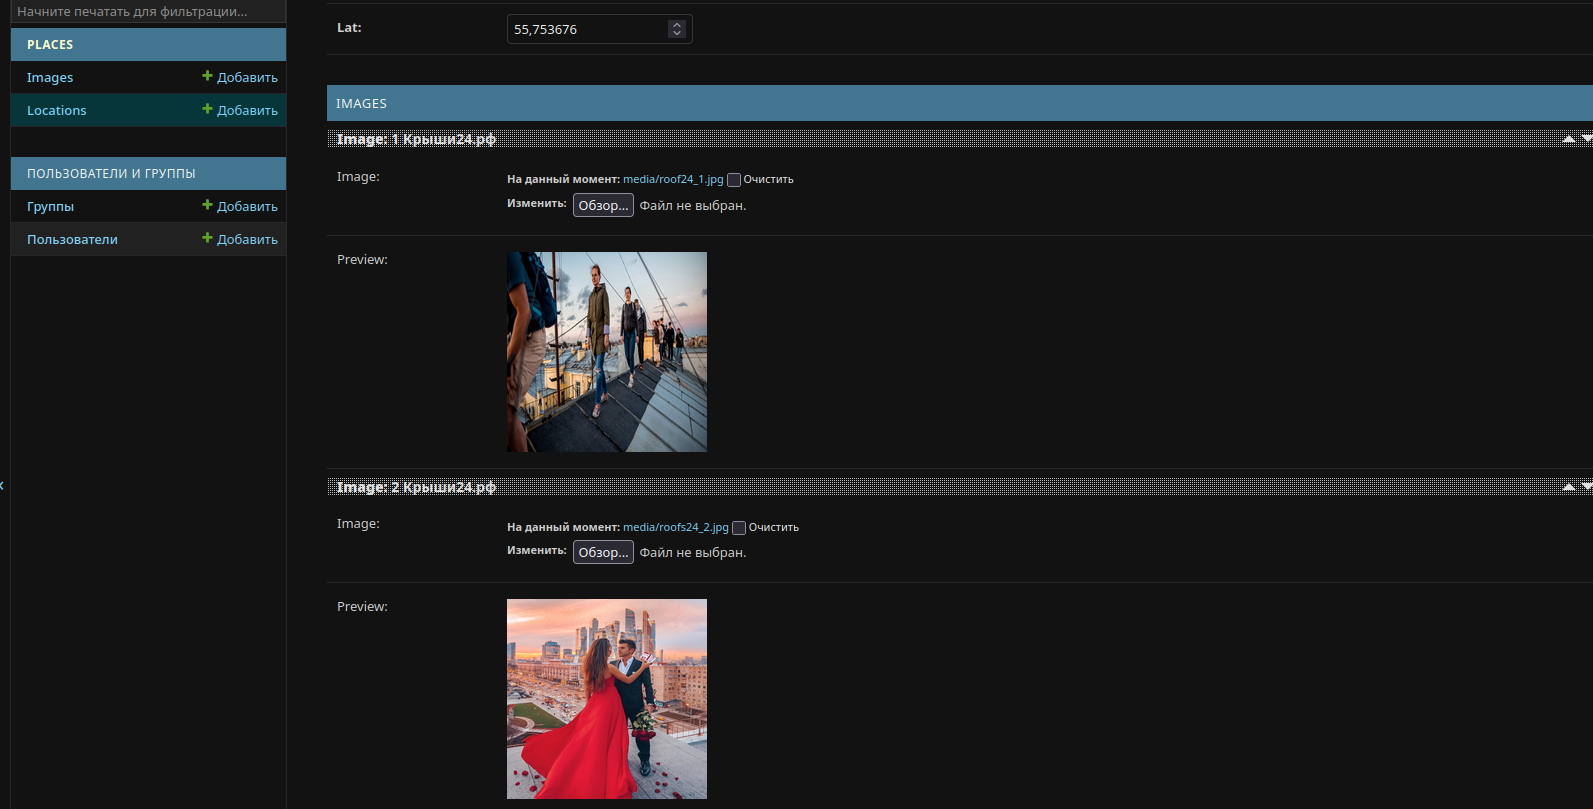 Начните печатать для фильтрации...
PLACES
Images Добавить
Locations Добавить
ПОЛЬЗОВАТЕЛИ И ГРУППЫ
Группы Добавить
Пользователи Добавить
Lat: 55,753676
IMAGES
Image: 1 Крыши24.рф
Image: На данный момент: media/roof24_1.jpg Очистить
Изменить: Обзор... Файл не выбран.
Preview:
Image: 2 Крыши24.рф
Image: На данный момент: media/roofs24_2.jpg Очистить
Изменить: Обзор... Файл не выбран.
Preview: